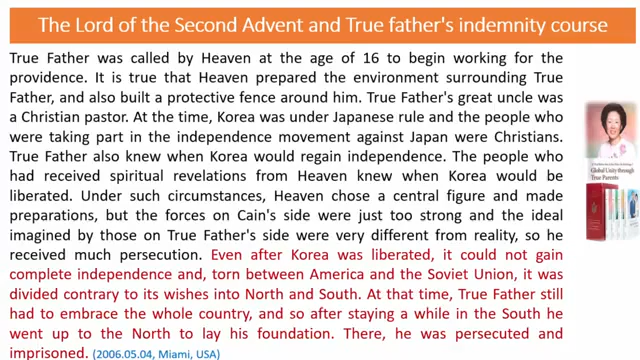 The Lord of the Second Advent and True father's indemnity course
True Father was called by Heaven at the age of 16 to begin working for the
providence. It is true that Heaven prepared the environment surrounding True
Father, and also built a protective fence around him. True Father's great uncle was
a Christian pastor. At the time, Korea was under Japanese rule and the people who
were taking part in the independence movement against Japan were Christians.
True Father also knew when Korea would regain independence. The people who
had received spiritual revelations from Heaven knew when Korea would be
liberated. Under such circumstances, Heaven chose a central figure and made
preparations, but the forces on Cain's side were just too strong and the ideal
imagined by those on True Father's side were very different from reality, so he
received much persecution. Even after Korea was liberated, it could not gain
complete independence and, torn between America and the Soviet Union, it was
divided contrary to its wishes into North and South. At that time, True Father still
had to embrace the whole country, and so after staying a while in the South he
went up to the North to lay his foundation. There, he was persecuted and
imprisoned. (2006.05.04, Miami, USA)
Global Unity through
True Parents